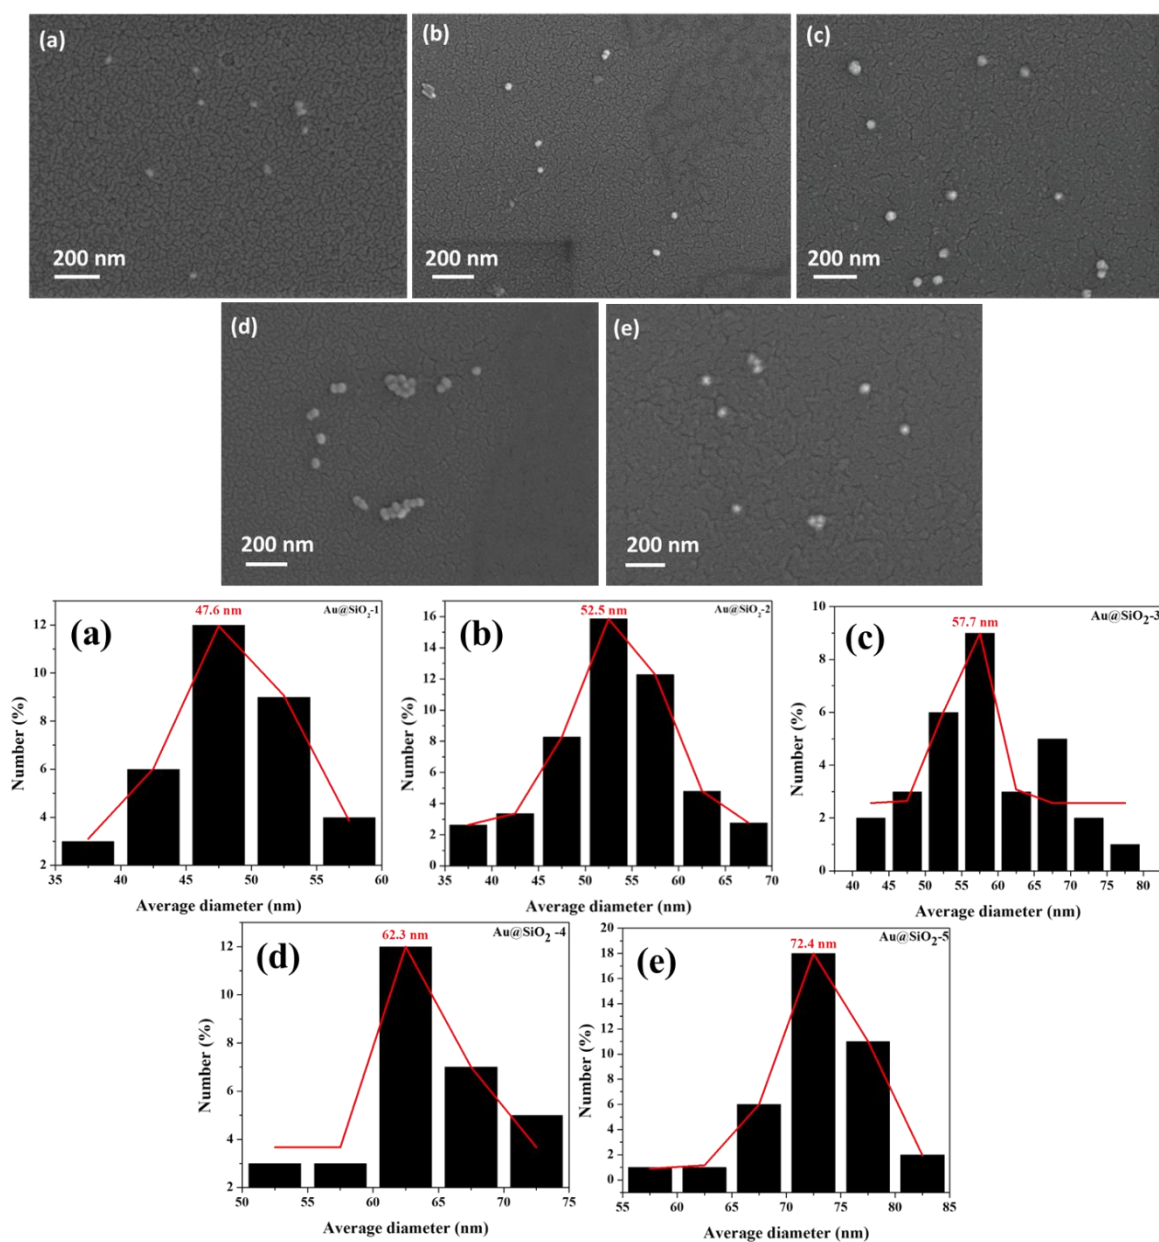 (a)
(b)
(c)
200 nm
200 nm
200 nm
(d)
(e)
200 nm
200 nm
47.6 nm
Au@SiO₂-1
(a)
12
10
8
6
4
2
35 40 45 50 55 60
Number (%)
Average diameter (nm)
52.5 nm
Au@SiO₂-2
(b)
16
14
12
10
8
6
4
2
0
35 40 45 50 55 60 65 70
Number (%)
Average diameter (nm)
57.7 nm
Au@SiO₂-3
(c)
10
8
6
4
2
0
40 45 50 55 60 65 70 75 80
Number (%)
Average diameter (nm)
62.3 nm
Au@SiO₂ -4
(d)
12
10
8
6
4
2
50 55 60 65 70 75
Number (%)
Average diameter (nm)
72.4 nm
Au@SiO₂-5
(e)
20
18
16
14
12
10
8
6
4
2
0
55 60 65 70 75 80 85
Number (%)
Average diameter (nm)